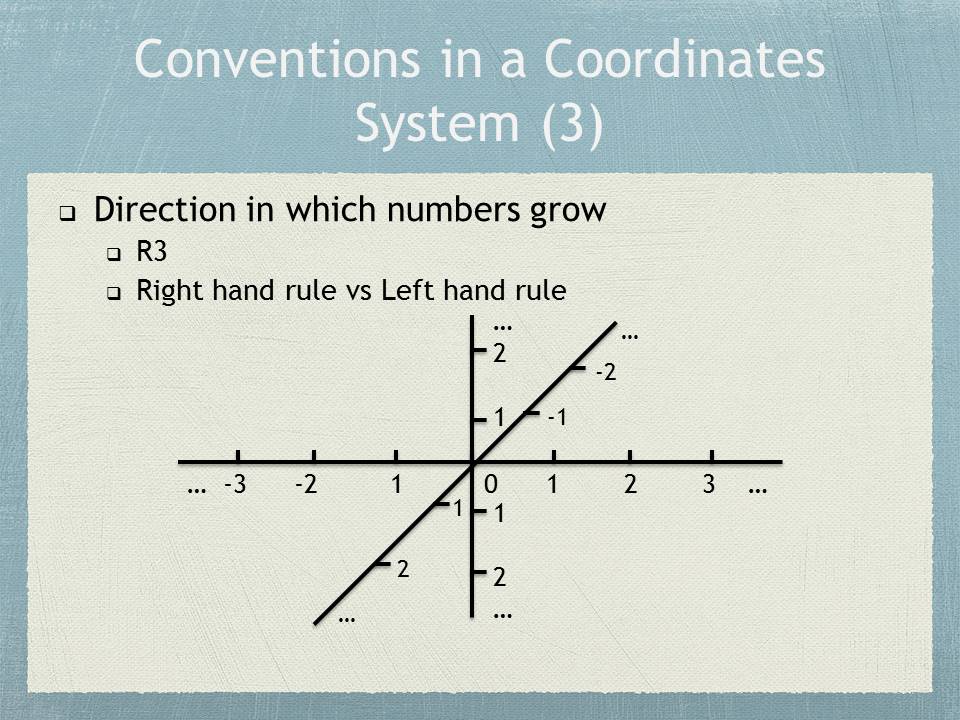 Conventions in a Coordinates
System (3)
Direction in which numbers grow
R3
Right hand rule vs Left hand rule
…
2
…
-2
1
-1
… -3 -2 1 0 1 2 3 …
1
1
2
2
…
…